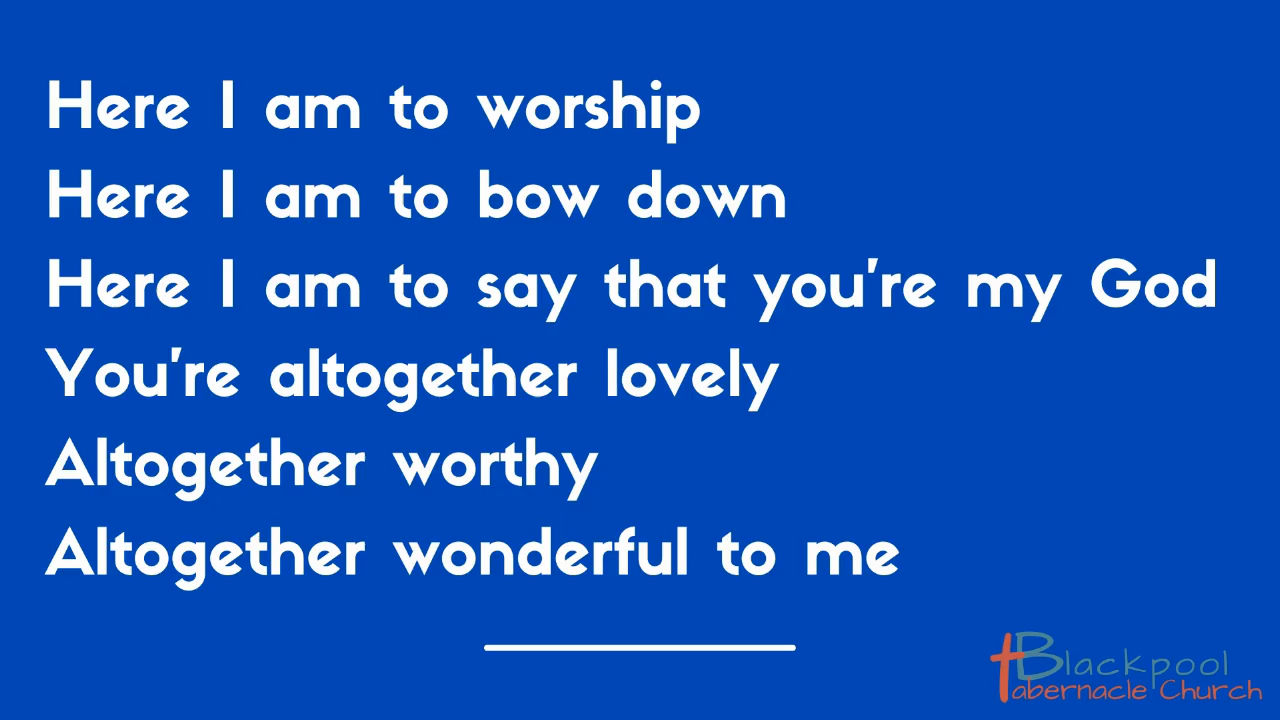 Here I am to worship
Here I am to bow down
Here I am to say that you're my God
You're altogether lovely
Altogether worthy
Altogether wonderful to me
Blackpool
Tabernacle Church